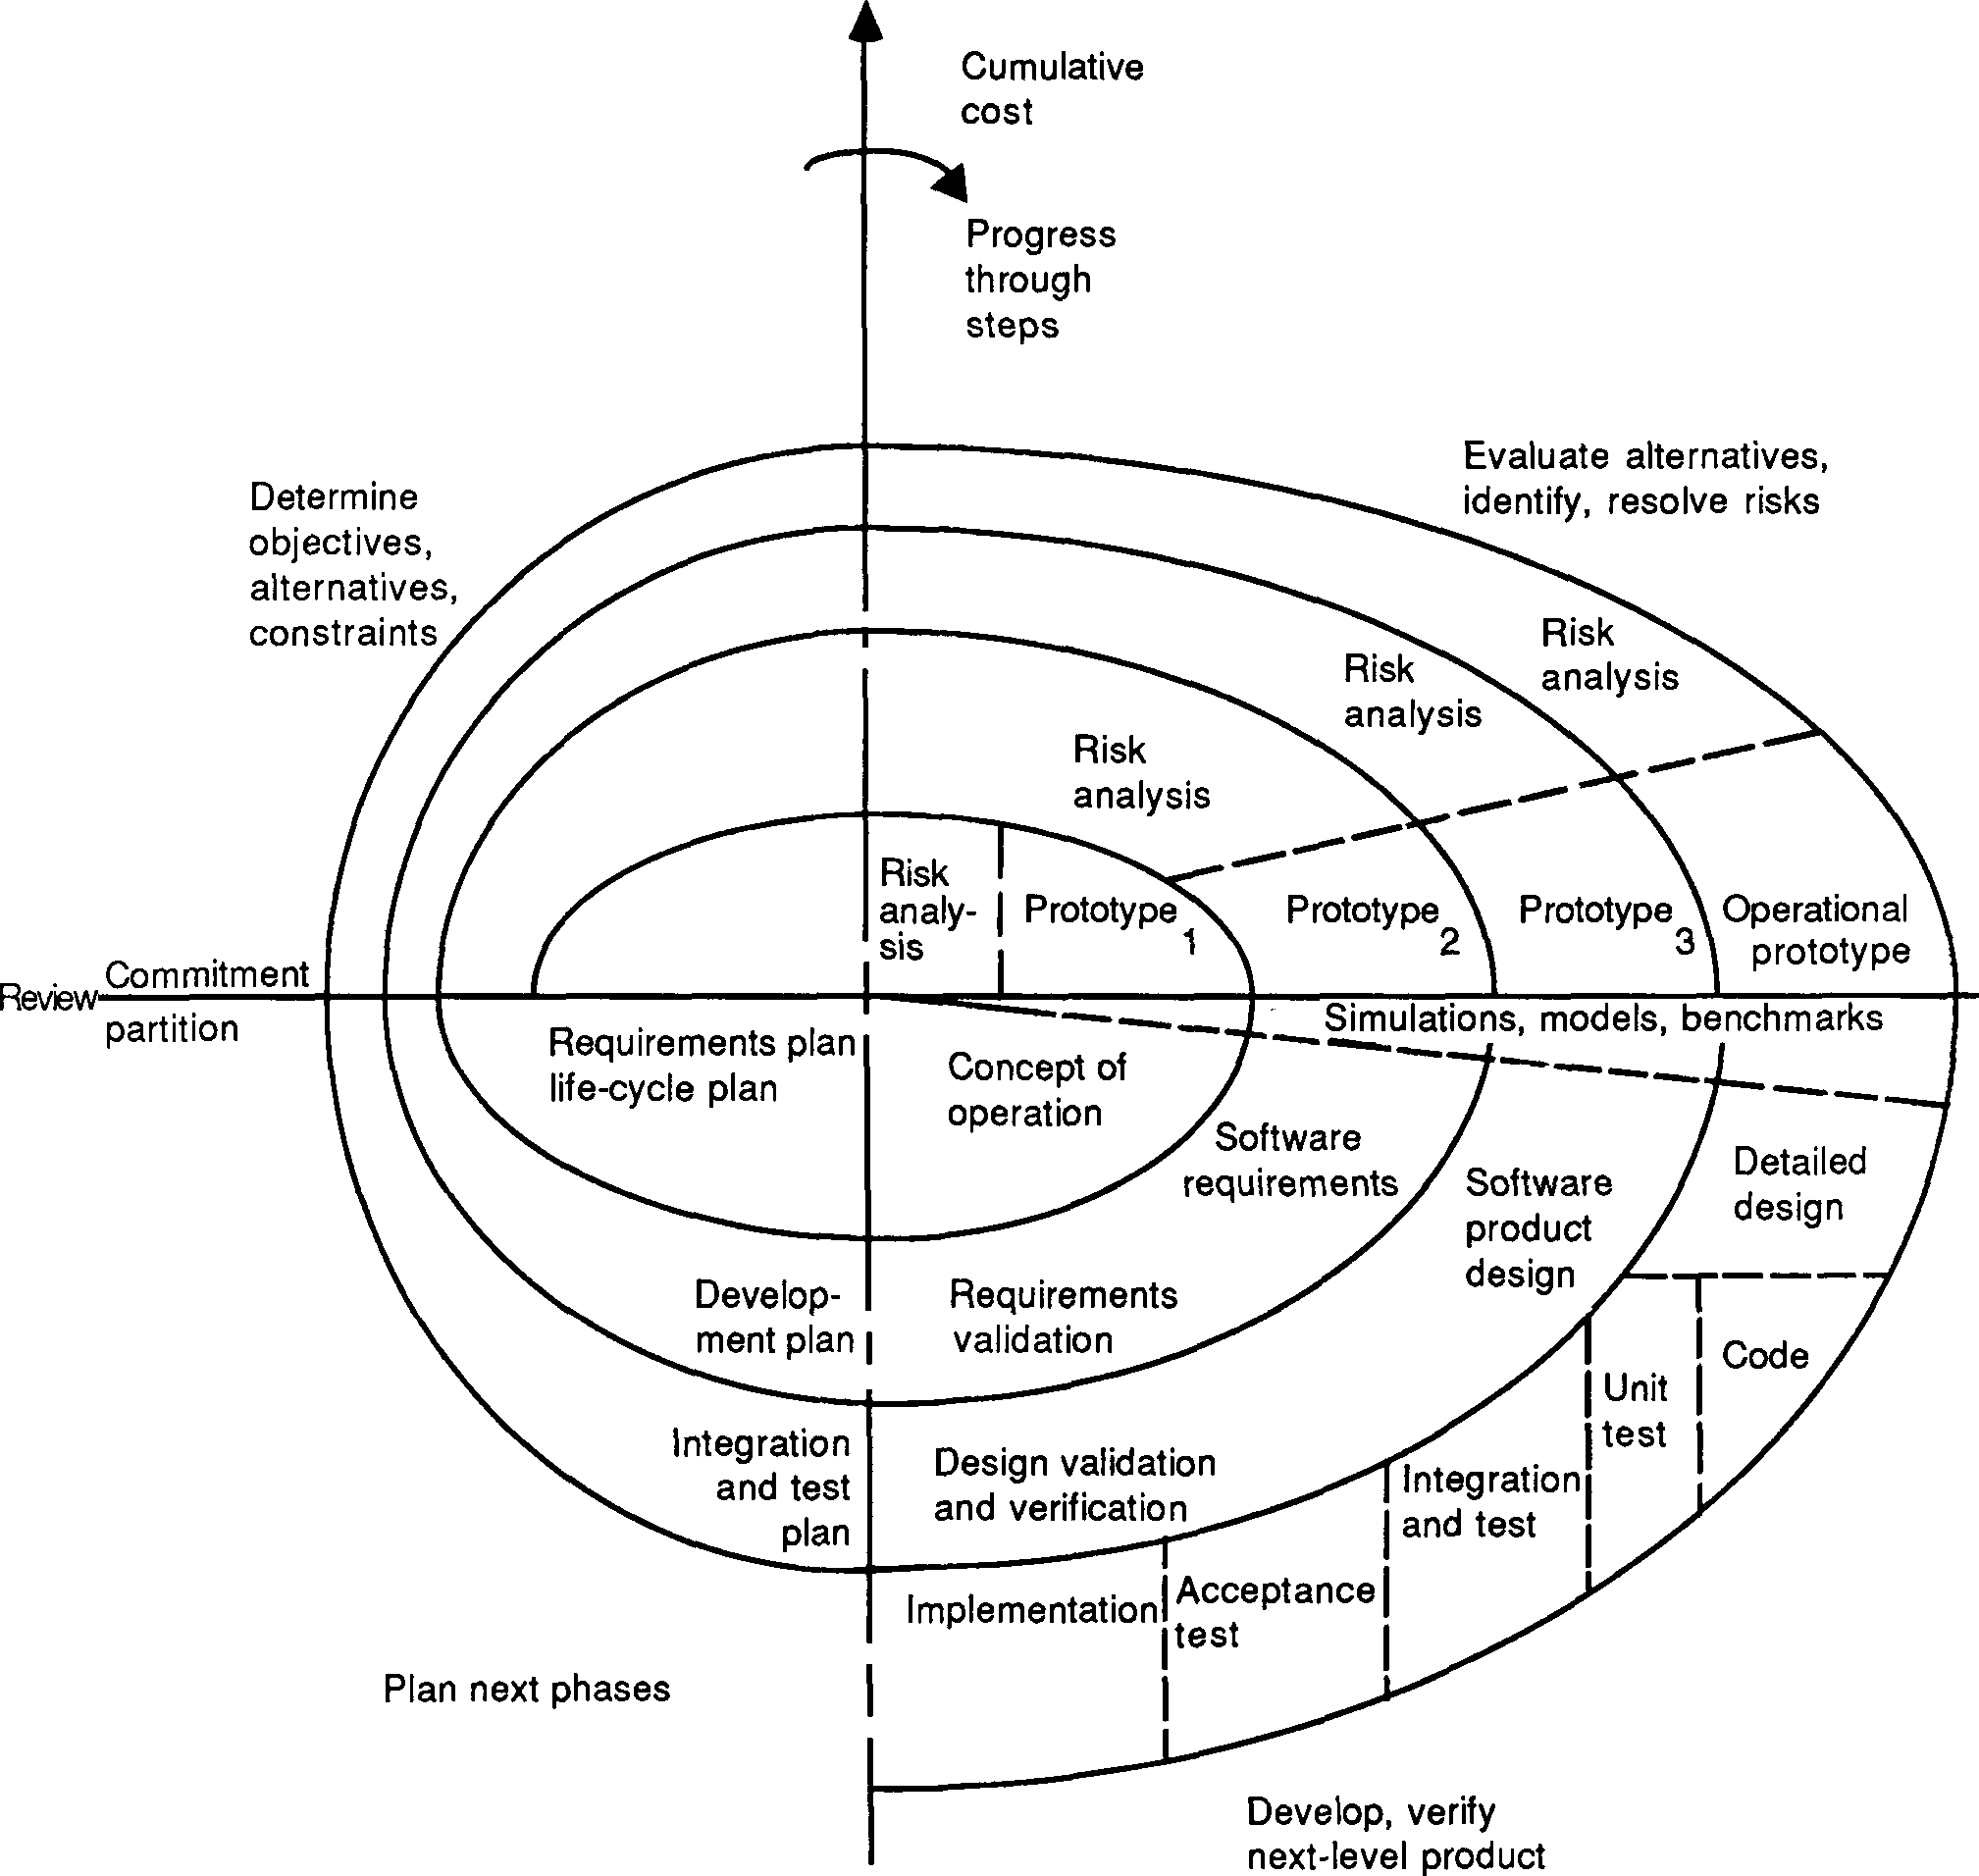 Cumulative
cost
Progress
through
steps
Evaluate alternatives,
identify, resolve risks
Determine
objectives,
alternatives,
constraints
Risk
analysis
Risk
analysis
Risk
analysis
Risk
analy-
sis
Prototype 1
Prototype 2
Prototype 3
Operational
prototype
Review
Commitment
partition
Simulations, models, benchmarks
Requirements plan
life-cycle plan
Concept of
operation
Software
requirements
Software
product
design
Detailed
design
Develop-
ment plan
Requirements
validation
Code
Unit
test
Integration
and test
plan
Design validation
and verification
Integration
and test
Acceptance
test
Implementation
Plan next phases
Develop, verify
next-level product